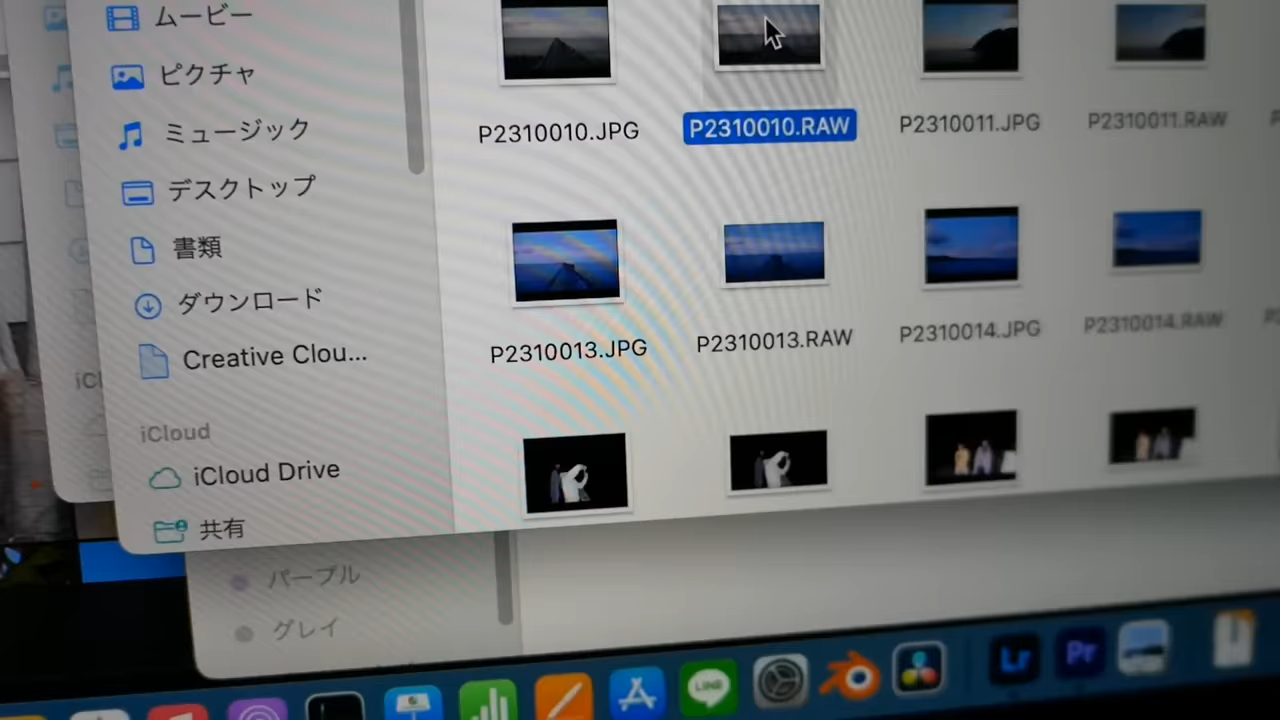 ムービー
ピクチャ
ミュージック
デスクトップ
書類
ダウンロード
Creative Clou...
iCloud
iCloud Drive
共有
P2310010.JPG
P2310010.RAW
P2310011.JPG
P2310011.RAW
P2310013.JPG
P2310013.RAW
P2310014.JPG
P2310014.RAW
パープル
グレイ
LINE
Lr
Pr